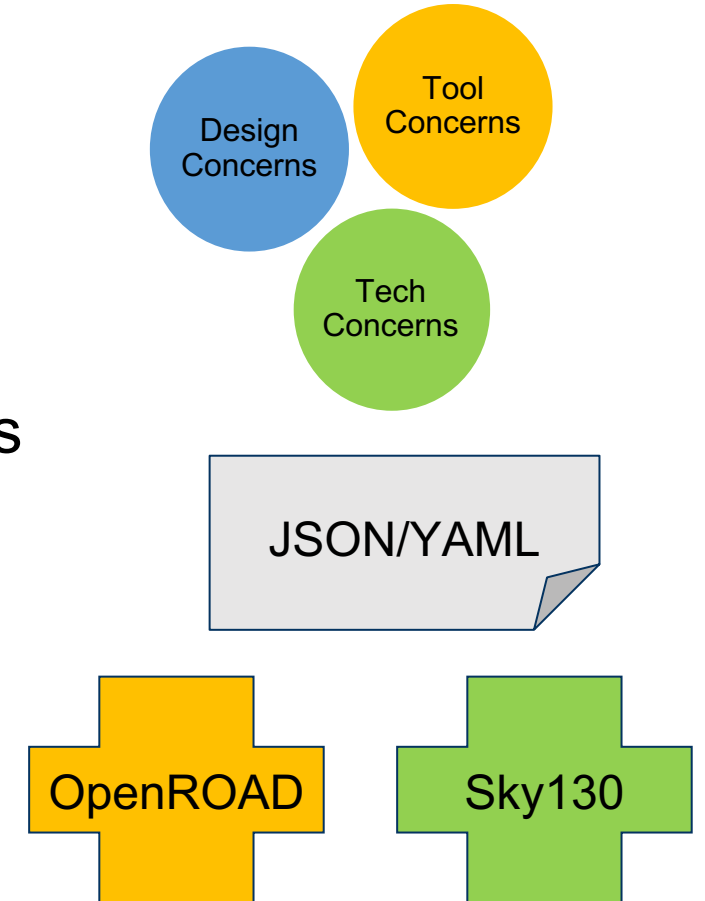 Tool
Concerns
Design
Concerns
Tech
Concerns
s
JSON/YAML
OpenROAD
Sky130